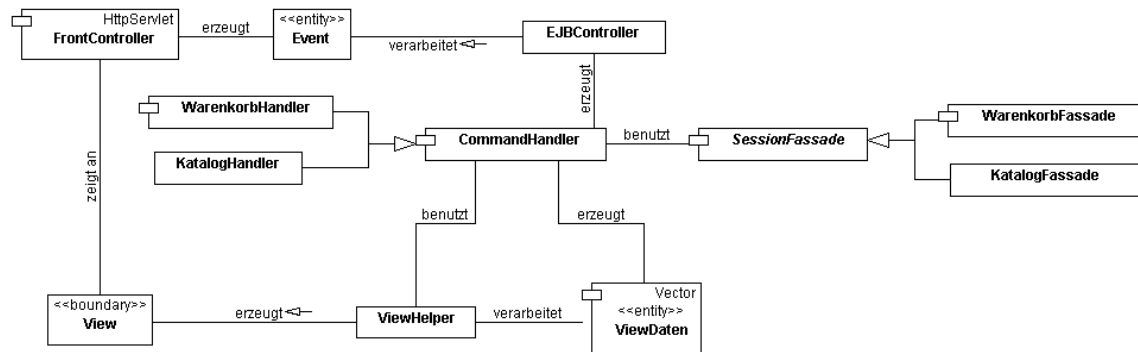 HttpServlet
FrontController
erzeugt
<<entity>>
Event
verarbeitet
EJBController
erzeugt
WarenkorbHandler
KatalogHandler
CommandHandler
benutzt
SessionFassade
WarenkorbFassade
KatalogFassade
zeigt an
benutzt
erzeugt
<<boundary>>
View
erzeugt
ViewHelper
verarbeitet
Vector
<<entity>>
ViewDaten